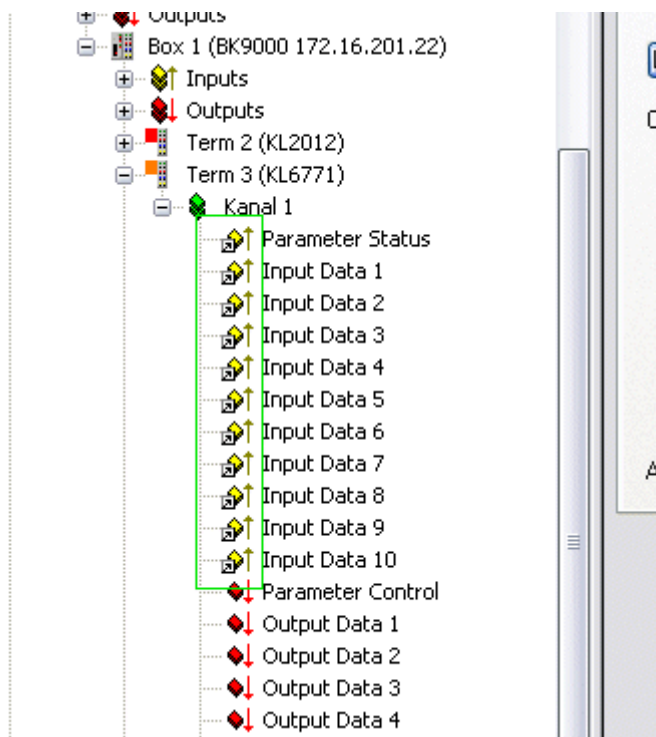 Outputs
Box 1 (BK9000 172.16.201.22)
Inputs
Outputs
Term 2 (KL2012)
Term 3 (KL6771)
Kanal 1
Parameter Status
Input Data 1
Input Data 2
Input Data 3
Input Data 4
Input Data 5
Input Data 6
Input Data 7
Input Data 8
Input Data 9
Input Data 10
Parameter Control
Output Data 1
Output Data 2
Output Data 3
Output Data 4